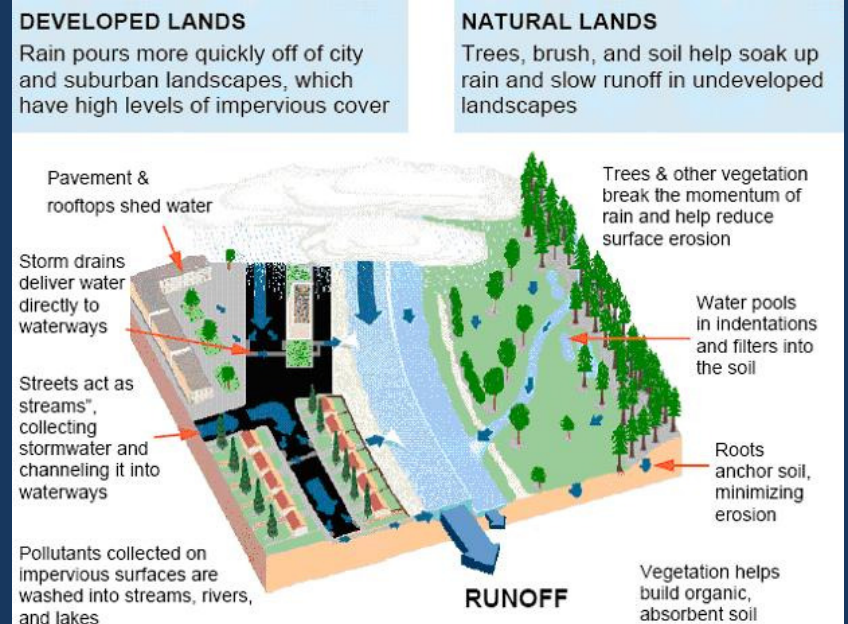 DEVELOPED LANDS
Rain pours more quickly off of city
and suburban landscapes, which
have high levels of impervious cover
NATURAL LANDS
Trees, brush, and soil help soak up
rain and slow runoff in undeveloped
landscapes
Pavement &
rooftops shed water
Storm drains
deliver water
directly to
waterways
Streets act as
streams",
collecting
stormwater and
channeling it into
waterways
Pollutants collected on
impervious surfaces are
washed into streams, rivers,
and lakes
Trees & other vegetation
break the momentum of
rain and help reduce
surface erosion
Water pools
in indentations
and filters into
the soil
Roots
anchor soil,
minimizing
erosion
Vegetation helps
build organic,
absorbent soil
RUNOFF